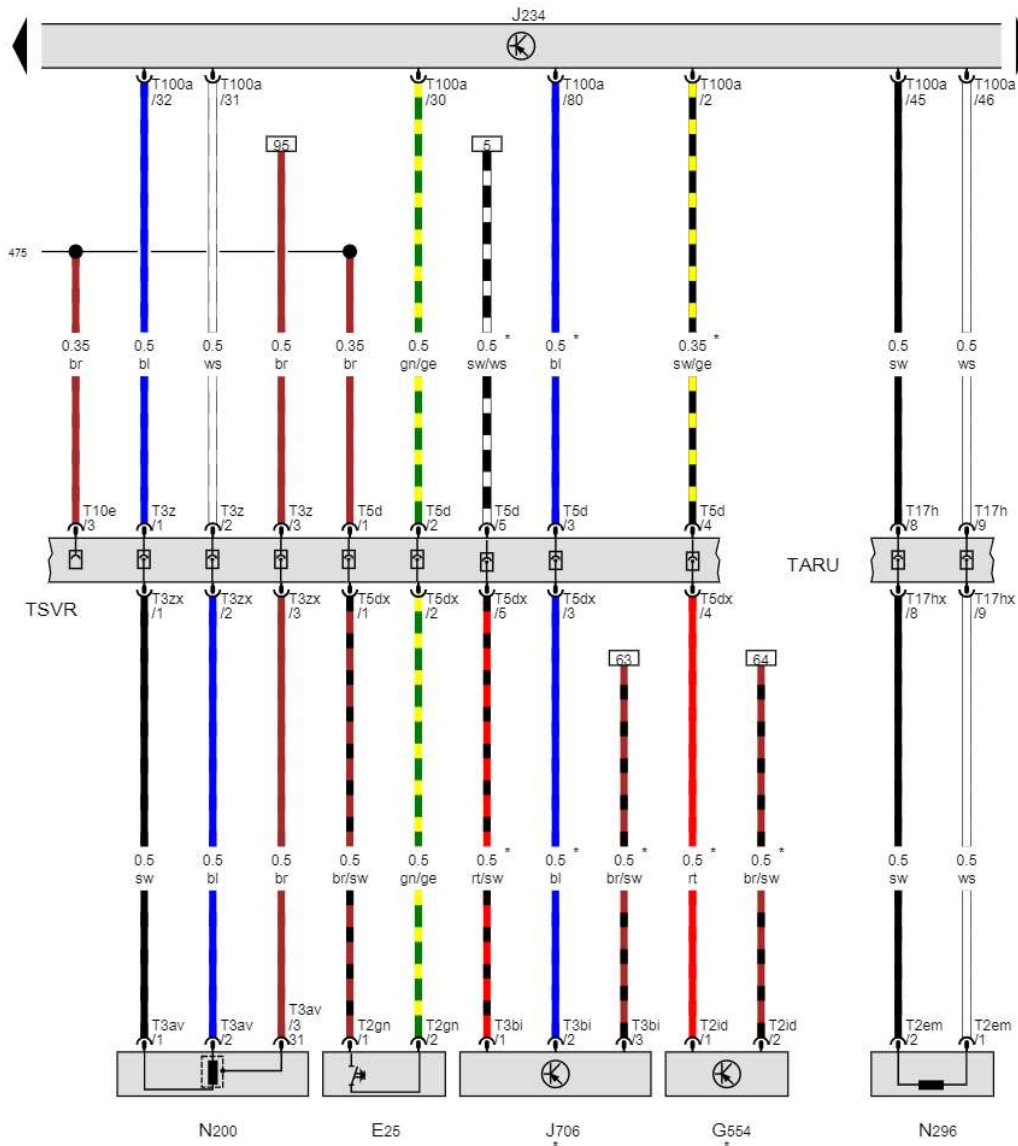 J234
T100a T100a T100a T100a T100a T100a T100a
/32 /31 /30 /80 /2 /45 /46
95 5
475
* * *
0.35 0.5 0.5 0.5 0.35 0.5 0.5 0.5 0.35 0.5 0.5
br bl ws br br gn/ge sw/ws bl sw/ge sw ws
T10e T3z T3z T3z T5d T5d T5d T5d T5d T17h T17h
/3 /1 /2 /3 /1 /2 /5 /3 /4 /8 /9
TARU
TSVR
T3zx T3zx T3zx T5dx T5dx T5dx T5dx T5dx T17hx T17hx
/1 /2 /3 /1 /2 /5 /3 /4 /8 /9
63 64
* * * * *
0.5 0.5 0.5 0.5 0.5 0.5 0.5 0.5 0.5 0.5 0.5 0.5
sw bl br br/sw gn/ge rt/sw bl br/sw rt br/sw sw ws
T3av T3av T3av T2gn T2gn T3bi T3bi T3bi T2id T2id T2em T2em
/1 /2 /3 /1 /2 /1 /2 /3 /1 /2 /2 /1
31
N200 E25 J706 G554 N296
* *